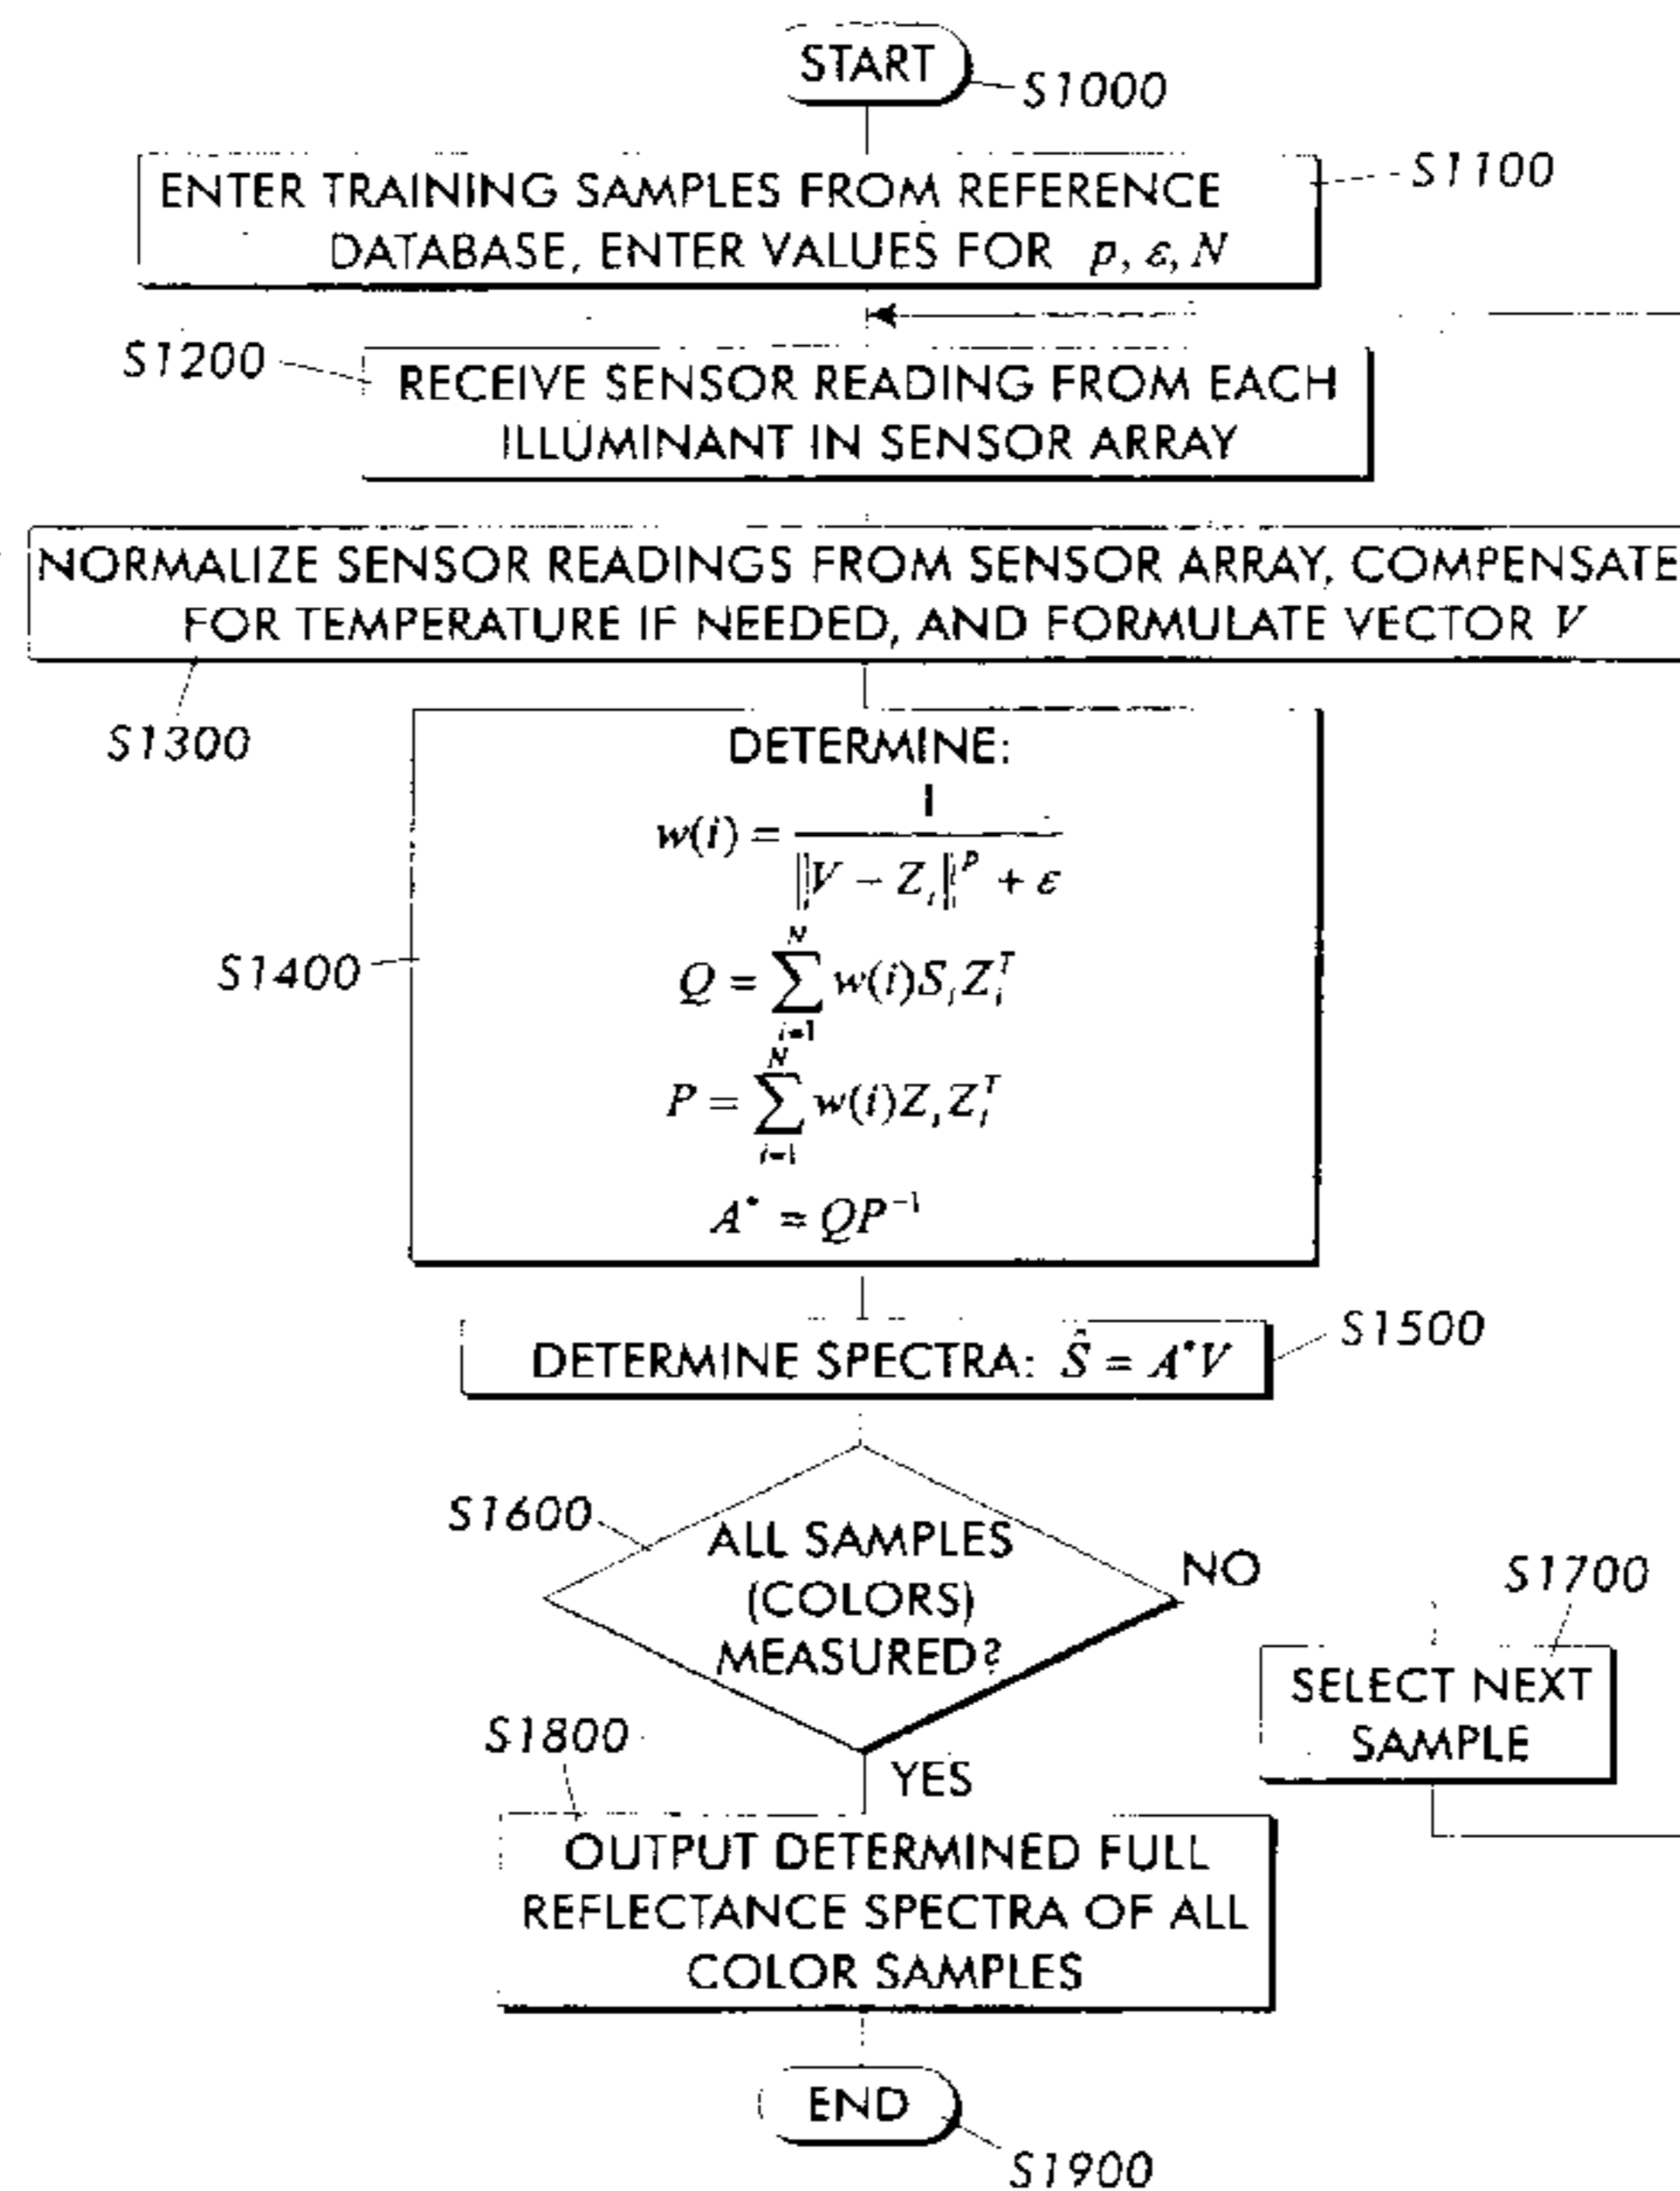 START
S1000
ENTER TRAINING SAMPLES FROM REFERENCE
DATABASE, ENTER VALUES FOR p, ε, N
S1100
S1200
RECEIVE SENSOR READING FROM EACH
ILLUMINANT IN SENSOR ARRAY
NORMALIZE SENSOR READINGS FROM SENSOR ARRAY, COMPENSATE
FOR TEMPERATURE IF NEEDED, AND FORMULATE VECTOR V
S1300
DETERMINE:
w(i) = 1 / (‖V − Z_i‖^p + ε)
S1400
Q = ∑_{i=1}^{N} w(i)S_i Z_i^T
P = ∑_{i=1}^{N} w(i)Z_i Z_i^T
A* = QP^{-1}
DETERMINE SPECTRA: Ŝ = A*V
S1500
S1600
ALL SAMPLES
(COLORS)
MEASURED?
NO
S1700
SELECT NEXT
SAMPLE
YES
S1800
OUTPUT DETERMINED FULL
REFLECTANCE SPECTRA OF ALL
COLOR SAMPLES
END
S1900